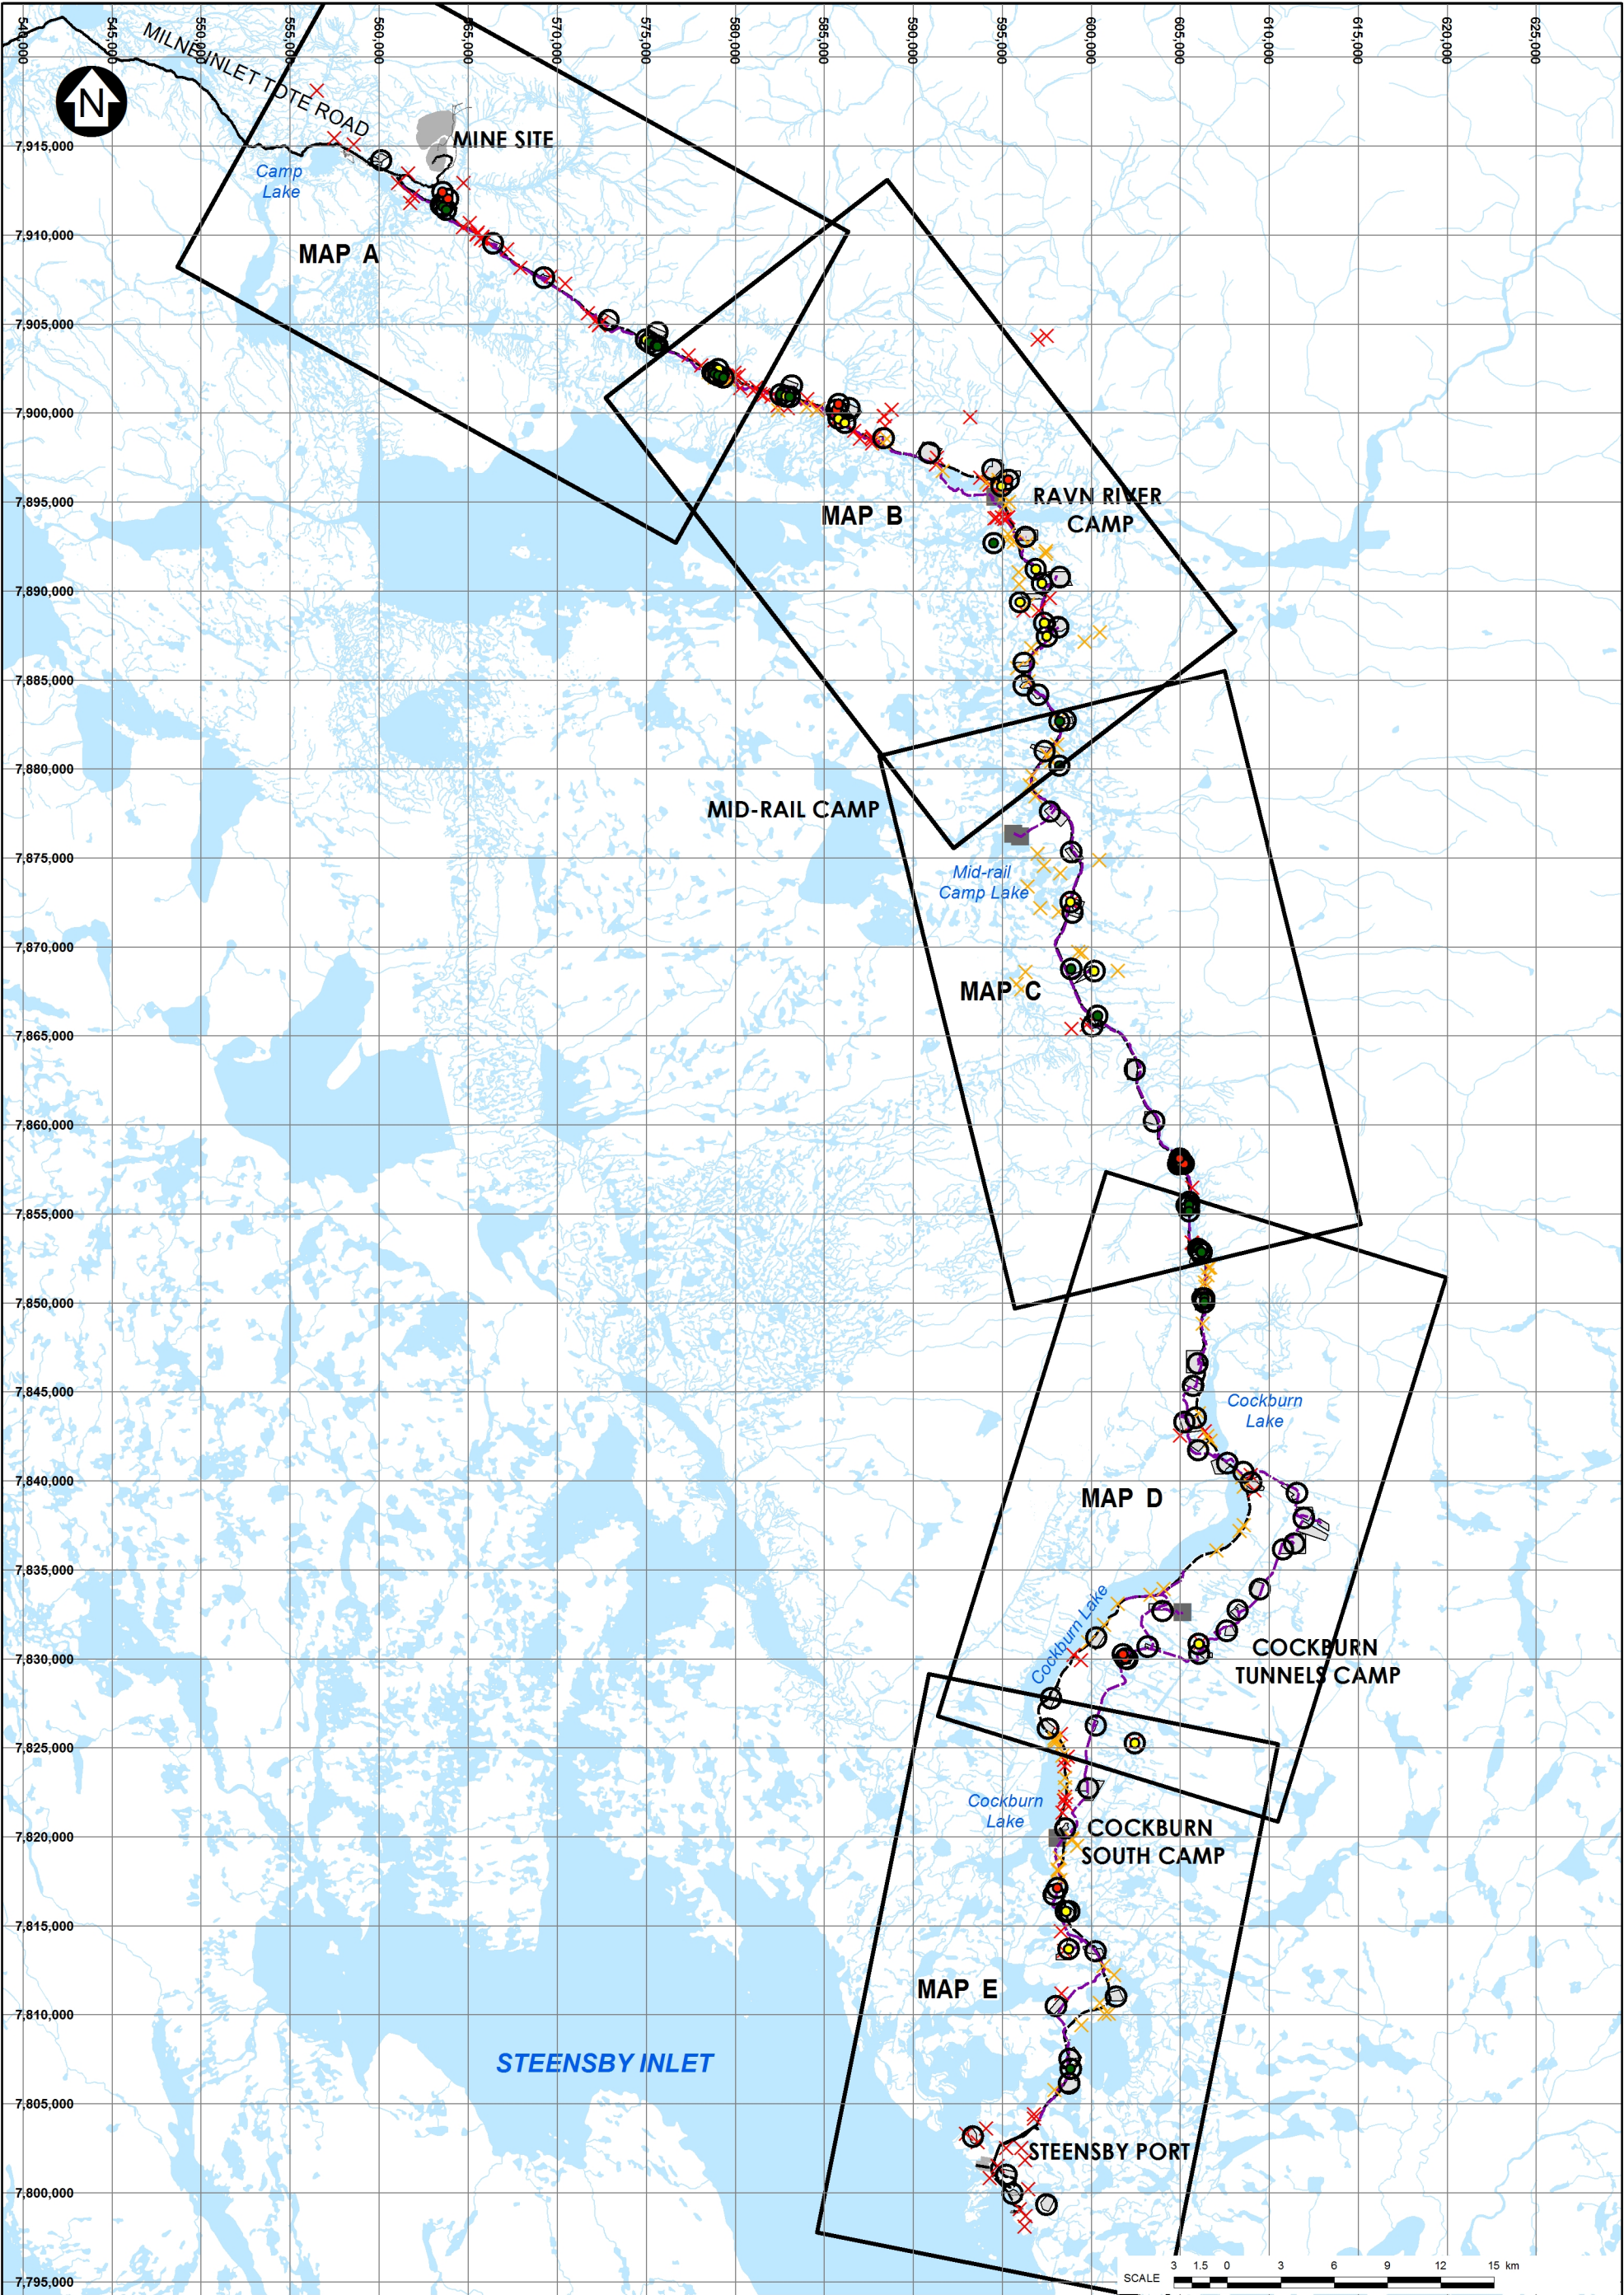 540,000
545,000
550,000
555,000
560,000
565,000
570,000
575,000
580,000
585,000
590,000
595,000
600,000
605,000
610,000
615,000
620,000
625,000
MILNE INLET TOTE ROAD
N
7,915,000
MINE SITE
Camp
Lake
7,910,000
MAP A
7,905,000
7,900,000
7,895,000
RAVN RIVER
CAMP
MAP B
7,890,000
7,885,000
7,880,000
MID-RAIL CAMP
7,875,000
Mid-rail
Camp Lake
7,870,000
MAP C
7,865,000
7,860,000
7,855,000
7,850,000
7,845,000
Cockburn
Lake
7,840,000
MAP D
7,835,000
Cockburn Lake
7,830,000
COCKBURN
TUNNELS CAMP
7,825,000
Cockburn
Lake
7,820,000
COCKBURN
SOUTH CAMP
7,815,000
MAP E
7,810,000
STEENSBY INLET
7,805,000
STEENSBY PORT
7,800,000
7,795,000
3 1.5 0 3 6 9 12 15 km
SCALE